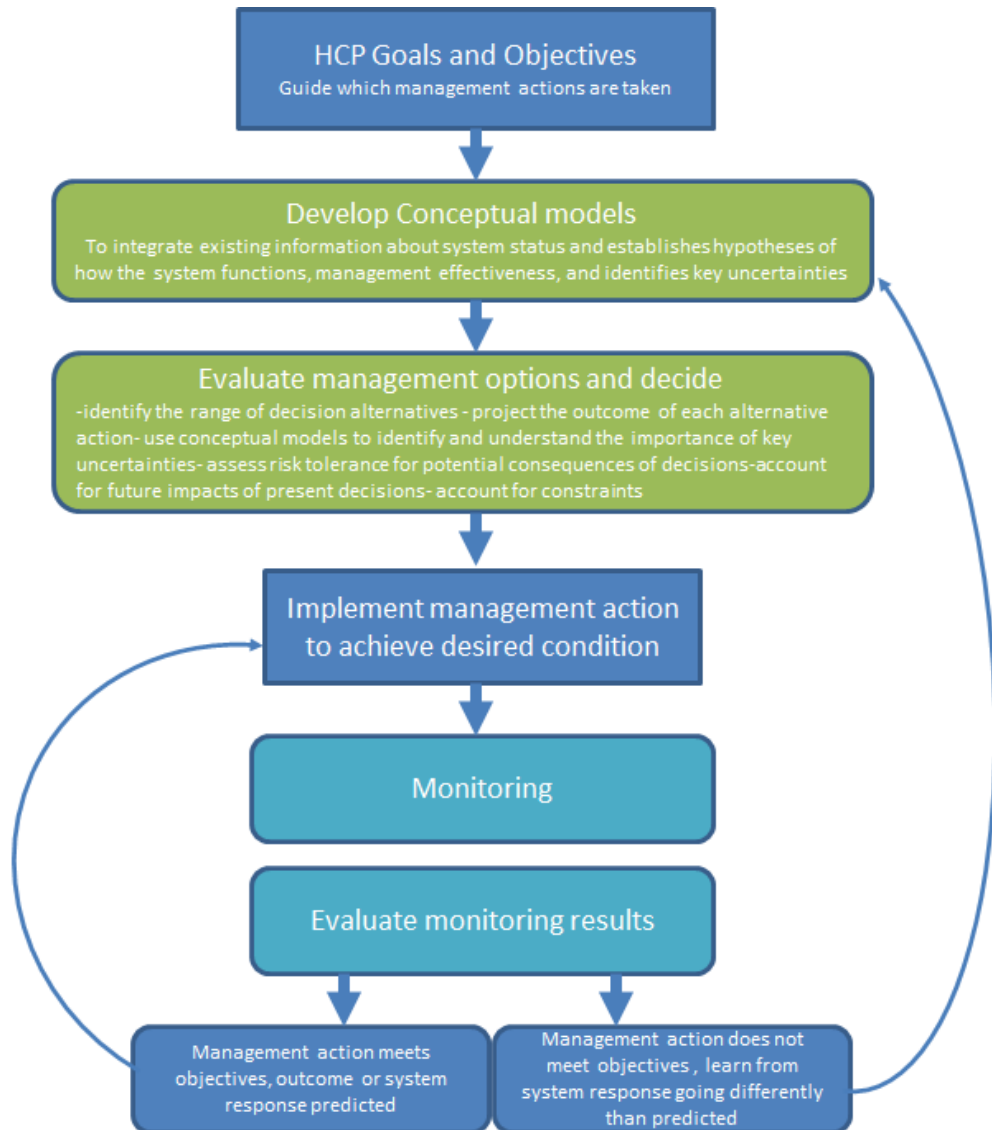 HCP Goals and Objectives
Guide which management actions are taken
Develop Conceptual models
To integrate existing information about system status and establishes hypotheses of
how the system functions, management effectiveness, and identifies key uncertainties
Evaluate management options and decide
-identify the range of decision alternatives - project the outcome of each alternative
action- use conceptual models to identify and understand the importance of key
uncertainties- assess risk tolerance for potential consequences of decisions-account
for future impacts of present decisions- account for constraints
Implement management action
to achieve desired condition
Monitoring
Evaluate monitoring results
Management action meets
objectives, outcome or system
response predicted
Management action does not
meet objectives , learn from
system response going differently
than predicted